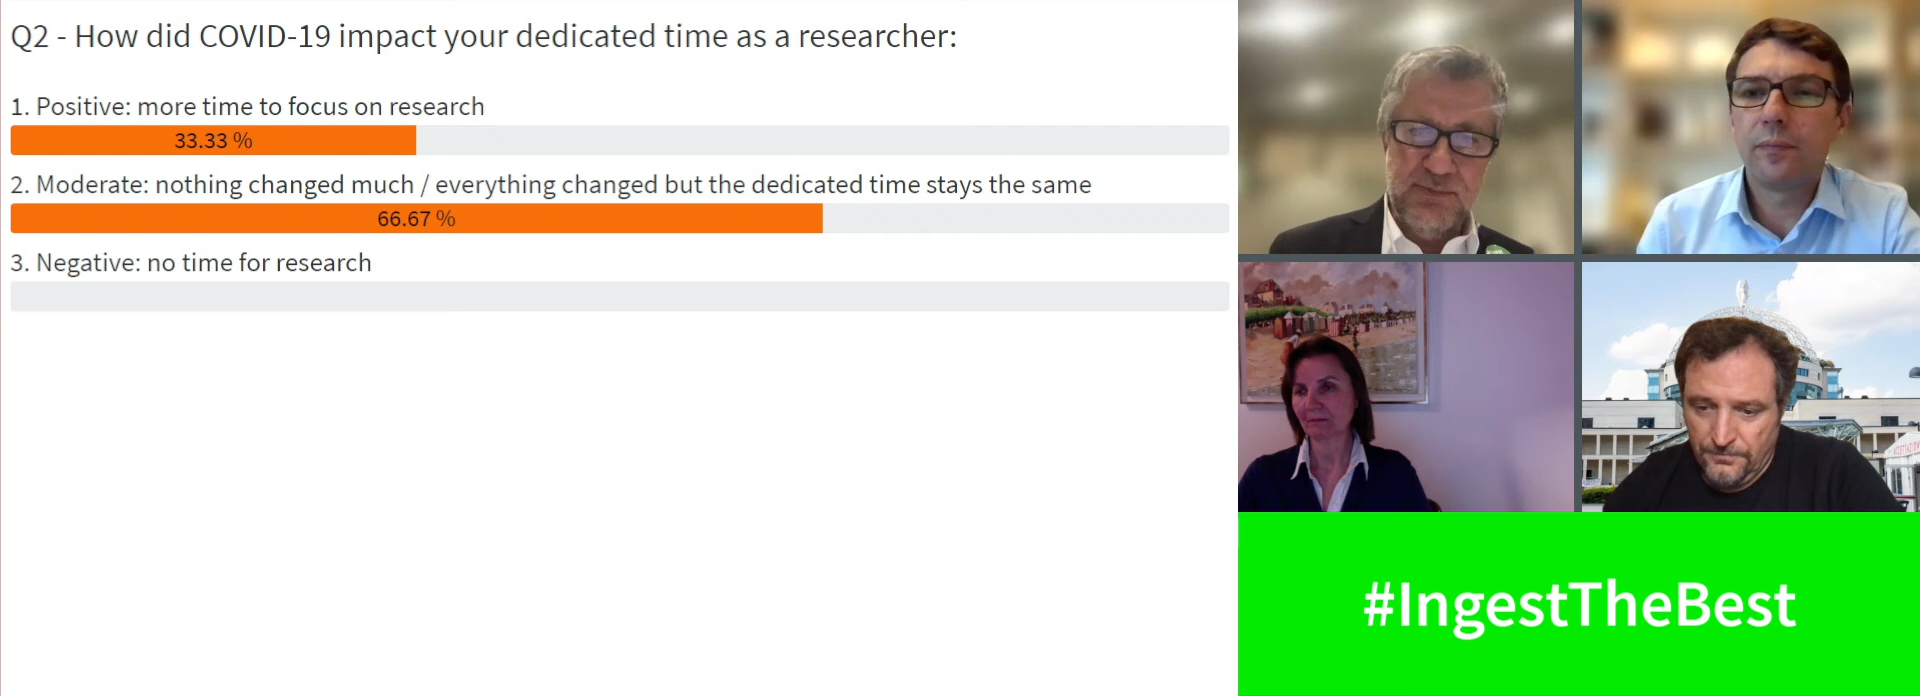 Q2 - How did COVID-19 impact your dedicated time as a researcher:
1. Positive: more time to focus on research
33.33 %
2. Moderate: nothing changed much / everything changed but the dedicated time stays the same
66.67 %
3. Negative: no time for research
#IngestTheBest